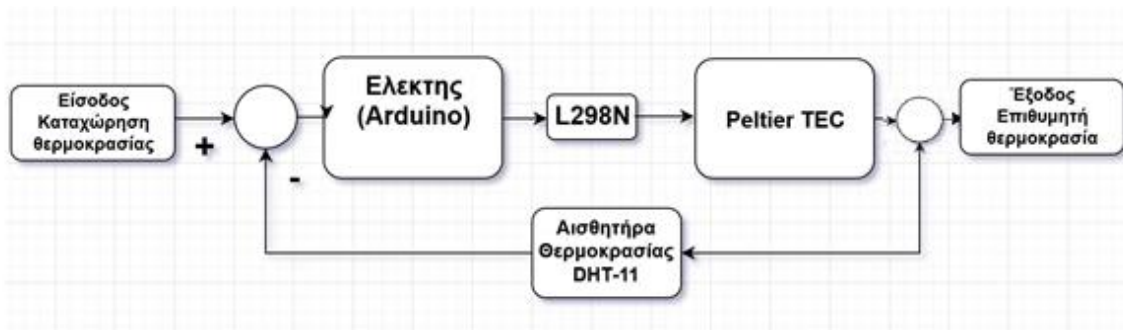 Είσοδος
Καταχώρηση
θερμοκρασίας
+
-
Ελεκτης
(Arduino)
L298N
Peltier TEC
Έξοδος
Επιθυμητή
θερμοκρασία
Αισθητήρα
Θερμοκρασίας
DHT-11